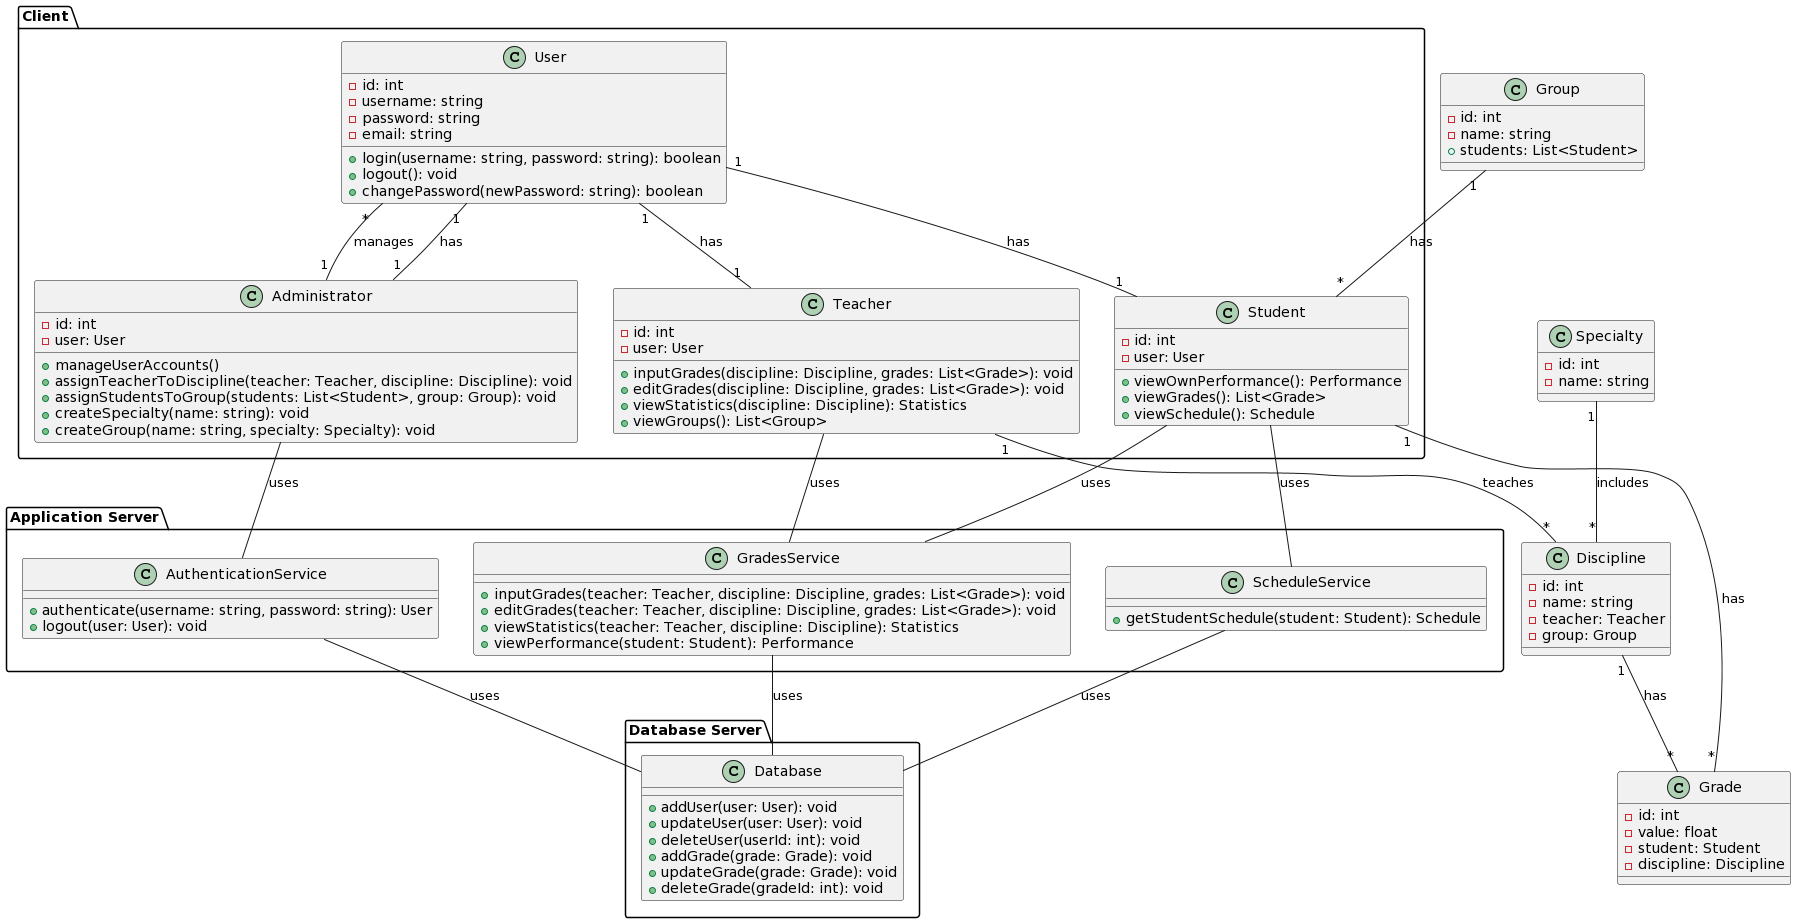 Client
C User
id: int
username: string
password: string
email: string
login(username: string, password: string): boolean
logout(): void
changePassword(newPassword: string): boolean
C Group
id: int
name: string
students: List<Student>
1
1
*
manages
1
1
has
1
1
has
1
has
1
1
has
*
C Administrator
id: int
user: User
manageUserAccounts()
assignTeacherToDiscipline(teacher: Teacher, discipline: Discipline): void
assignStudentsToGroup(students: List<Student>, group: Group): void
createSpecialty(name: string): void
createGroup(name: string, specialty: Specialty): void
C Teacher
id: int
user: User
inputGrades(discipline: Discipline, grades: List<Grade>): void
editGrades(discipline: Discipline, grades: List<Grade>): void
viewStatistics(discipline: Discipline): Statistics
viewGroups(): List<Group>
C Student
id: int
user: User
viewOwnPerformance(): Performance
viewGrades(): List<Grade>
viewSchedule(): Schedule
C Specialty
id: int
name: string
uses
uses
uses
uses
1
teaches
*
1
includes
*
1
has
*
Application Server
C AuthenticationService
authenticate(username: string, password: string): User
logout(user: User): void
C GradesService
inputGrades(teacher: Teacher, discipline: Discipline, grades: List<Grade>): void
editGrades(teacher: Teacher, discipline: Discipline, grades: List<Grade>): void
viewStatistics(teacher: Teacher, discipline: Discipline): Statistics
viewPerformance(student: Student): Performance
C ScheduleService
getStudentSchedule(student: Student): Schedule
C Discipline
id: int
name: string
teacher: Teacher
group: Group
uses
uses
uses
1
has
*
Database Server
C Database
addUser(user: User): void
updateUser(user: User): void
deleteUser(userId: int): void
addGrade(grade: Grade): void
updateGrade(grade: Grade): void
deleteGrade(gradeId: int): void
C Grade
id: int
value: float
student: Student
discipline: Discipline